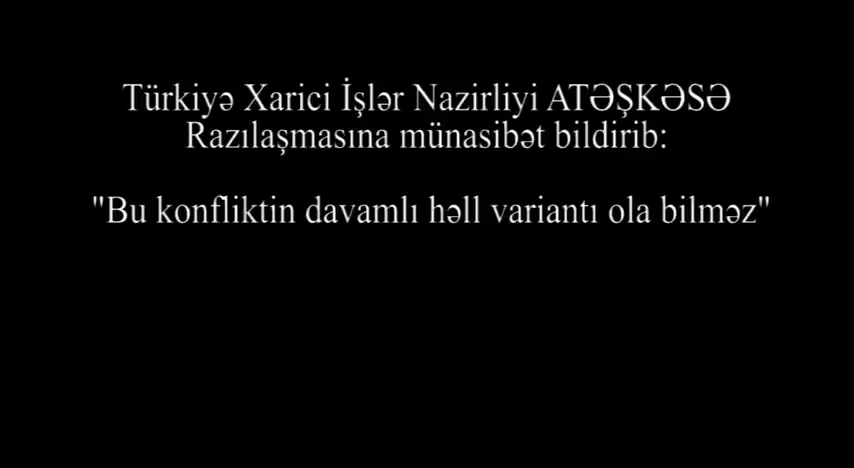 Türkiyə Xarici İşlər Nazirliyi ATƏŞKƏSƏ
Razılaşmasına münasibət bildirib:
"Bu konfliktin davamlı həll variantı ola bilməz"